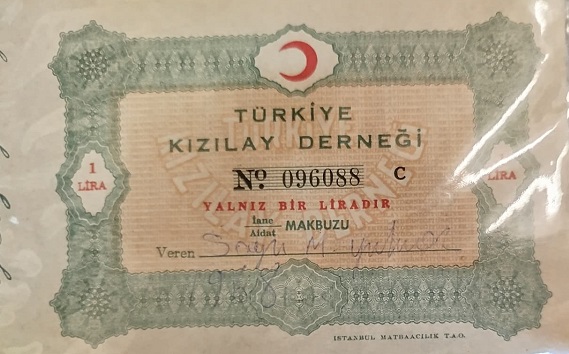 TÜRKİYE
KIZILAY DERNEĞİ
1
LİRA
Nº. 096088 C
LİRA
YALNIZ BİR LİRADIR
İane
Aidat
MAKBUZU
Veren
İSTANBUL MATBAACILIK T.A.O.